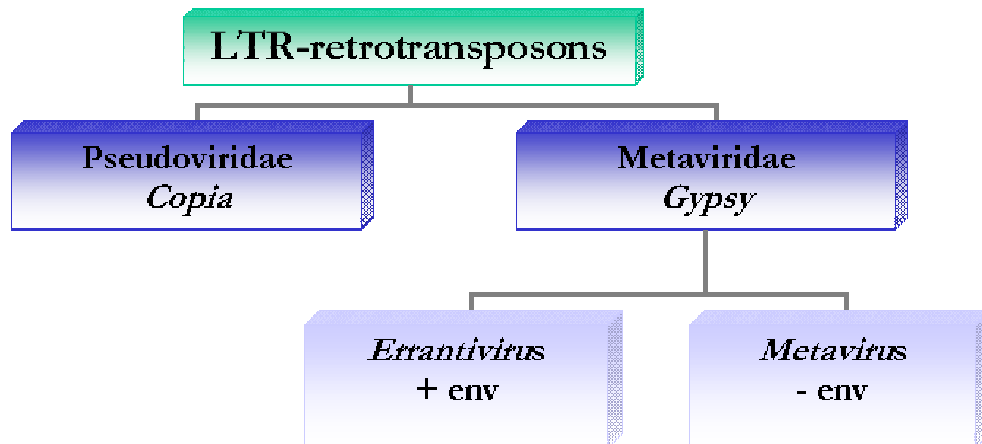 LTR-retrotransposons
Pseudoviridae
Copia
Metaviridae
Gypsy
Errantivirus
+ env
Metavirus
- env